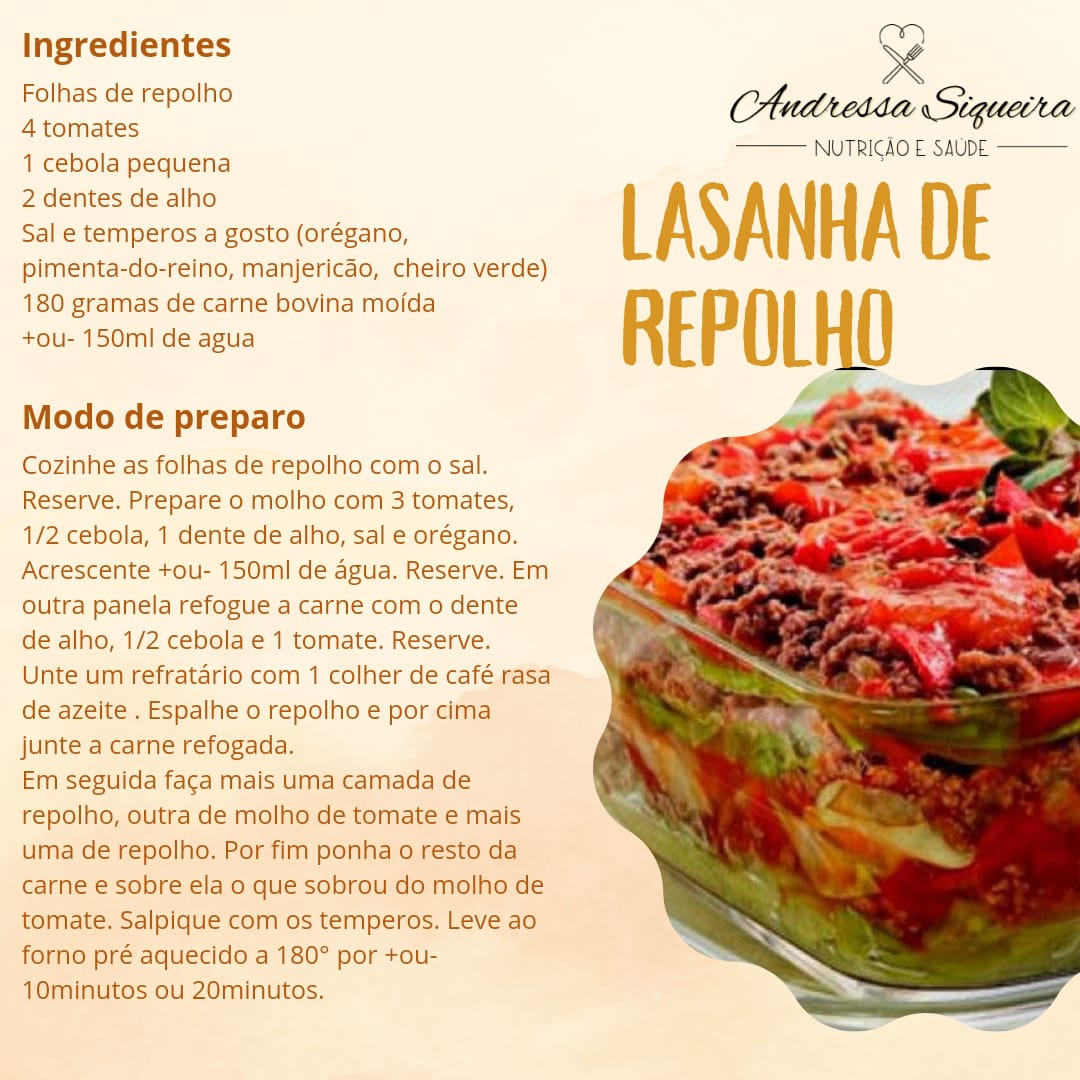 Ingredientes
Folhas de repolho
4 tomates
1 cebola pequena
2 dentes de alho
Sal e temperos a gosto (orégano,
pimenta-do-reino, manjericão,  cheiro verde)
180 gramas de carne bovina moída
+ou- 150ml de agua
Modo de preparo
Cozinhe as folhas de repolho com o sal.
Reserve. Prepare o molho com 3 tomates,
1/2 cebola, 1 dente de alho, sal e orégano.
Acrescente +ou- 150ml de água. Reserve. Em
outra panela refogue a carne com o dente
de alho, 1/2 cebola e 1 tomate. Reserve.
Unte um refratário com 1 colher de café rasa
de azeite . Espalhe o repolho e por cima
junte a carne refogada.
Em seguida faça mais uma camada de
repolho, outra de molho de tomate e mais
uma de repolho. Por fim ponha o resto da
carne e sobre ela o que sobrou do molho de
tomate. Salpique com os temperos. Leve ao
forno pré aquecido a 180° por +ou-
10minutos ou 20minutos.
Andressa Siqueira
NUTRIÇÃO E SAÚDE
LASANHA DE
REPOLHO